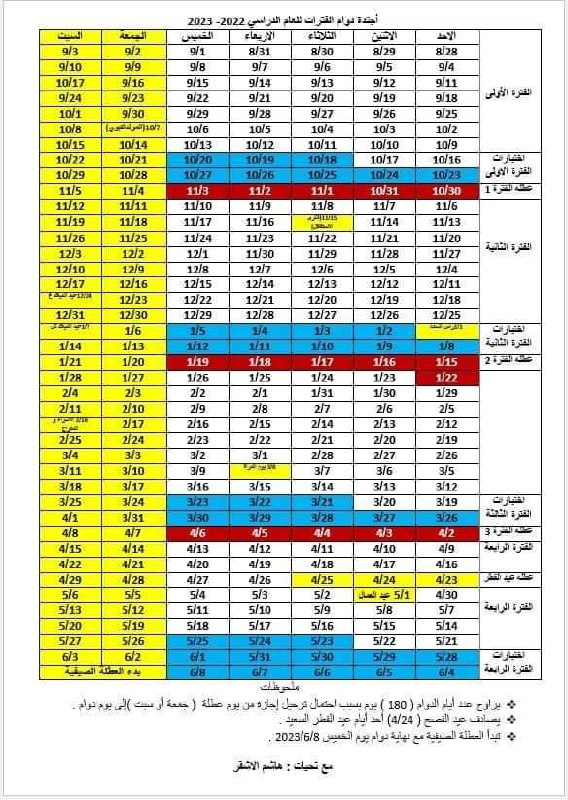 أجندة دوام الفترات للعام الدراسي 2022- 2023
الاحد الاثنين الثلاثاء الاربعاء الخميس الجمعة السبت
الفترة الأولى
8/28 8/29 8/30 8/31 9/1 9/2 9/3
9/4 9/5 9/6 9/7 9/8 9/9 9/10
9/11 9/12 9/13 9/14 9/15 9/16 10/17
9/18 9/19 9/20 9/21 9/22 9/23 9/24
9/25 9/26 9/27 9/28 9/29 9/30 10/1
10/2 10/3 10/4 10/5 10/6 10/7 10/8
10/9 10/10 10/11 10/12 10/13 10/14 10/15
اختبارات الفترة الاولى
10/16 10/17 10/18 10/19 10/20 10/21 10/22
10/23 10/24 10/25 10/26 10/27 10/28 10/29
عطله الفترة 1 10/30 10/31 11/1 11/2 11/3 11/4 11/5
الفترة الثانية
11/6 11/7 11/8 11/9 11/10 11/11 11/12
11/13 11/14 11/15 11/16 11/17 11/18 11/19
11/20 11/21 11/22 11/23 11/24 11/25 11/26
11/27 11/28 11/29 11/30 12/1 12/2 12/3
12/4 12/5 12/6 12/7 12/8 12/9 12/10
12/11 12/12 12/13 12/14 12/15 12/16 12/17
12/18 12/19 12/20 12/21 12/22 12/23 12/24
12/25 12/26 12/27 12/28 12/29 12/30 12/31
اختبارات الفترة الثانية
1/1 1/2 1/3 1/4 1/5 1/6 1/7
1/8 1/9 1/10 1/11 1/12 1/13 1/14
عطله الفترة 2 1/15 1/16 1/17 1/18 1/19 1/20 1/21
1/22 1/23 1/24 1/25 1/26 1/27 1/28
1/29 1/30 1/31 2/1 2/2 2/3 2/4
2/5 2/6 2/7 2/8 2/9 2/10 2/11
2/12 2/13 2/14 2/15 2/16 2/17
2/19 2/20 2/21 2/22 2/23 2/24 2/25
2/26 2/27 2/28 3/1 3/2 3/3 3/4
3/5 3/6 3/7 3/8 يوم المرأة 3/9 3/10 3/11
3/12 3/13 3/14 3/15 3/16 3/17 3/18
اختبارات الفترة الثالثة
3/19 3/20 3/21 3/22 3/23 3/24 3/25
3/26 3/27 3/28 3/29 3/30 3/31 4/1
عطله الفترة 3 4/2 4/3 4/4 4/5 4/6 4/7 4/8
الفترة الرابعة 4/9 4/10 4/11 4/12 4/13 4/14 4/15
4/16 4/17 4/18 4/19 4/20 4/21 4/22
عطله عيد الفطر 4/23 4/24 4/25 4/26 4/27 4/28 4/29
الفترة الرابعة
4/30 5/1 عيد العمال 5/2 5/3 5/4 5/5 5/6
5/7 5/8 5/9 5/10 5/11 5/12 5/13
5/14 5/15 5/16 5/17 5/18 5/19 5/20
5/21 5/22 5/23 5/24 5/25 5/26 5/27
اختبارات الفترة الرابعة
5/28 5/29 5/30 5/31 6/1 6/2 6/3
6/4 6/5 6/6 6/7 6/8 بدء العطلة الصيفية
ملحوظات
يراوح عدد أيام الدوام ( 180 ) يوم بسبب احتمال ترحيل إجازة من يوم عطلة ( جمعة أو سبت )إلى يوم دوام .
يصادف عيد الفصح ( 4/24) أحد أيام عيد الفطر السعيد .
تبدأ العطلة الصيفية مع نهاية دوام يوم الخميس 2023/6/8 .
مع تحيات : هاشم الاشقر